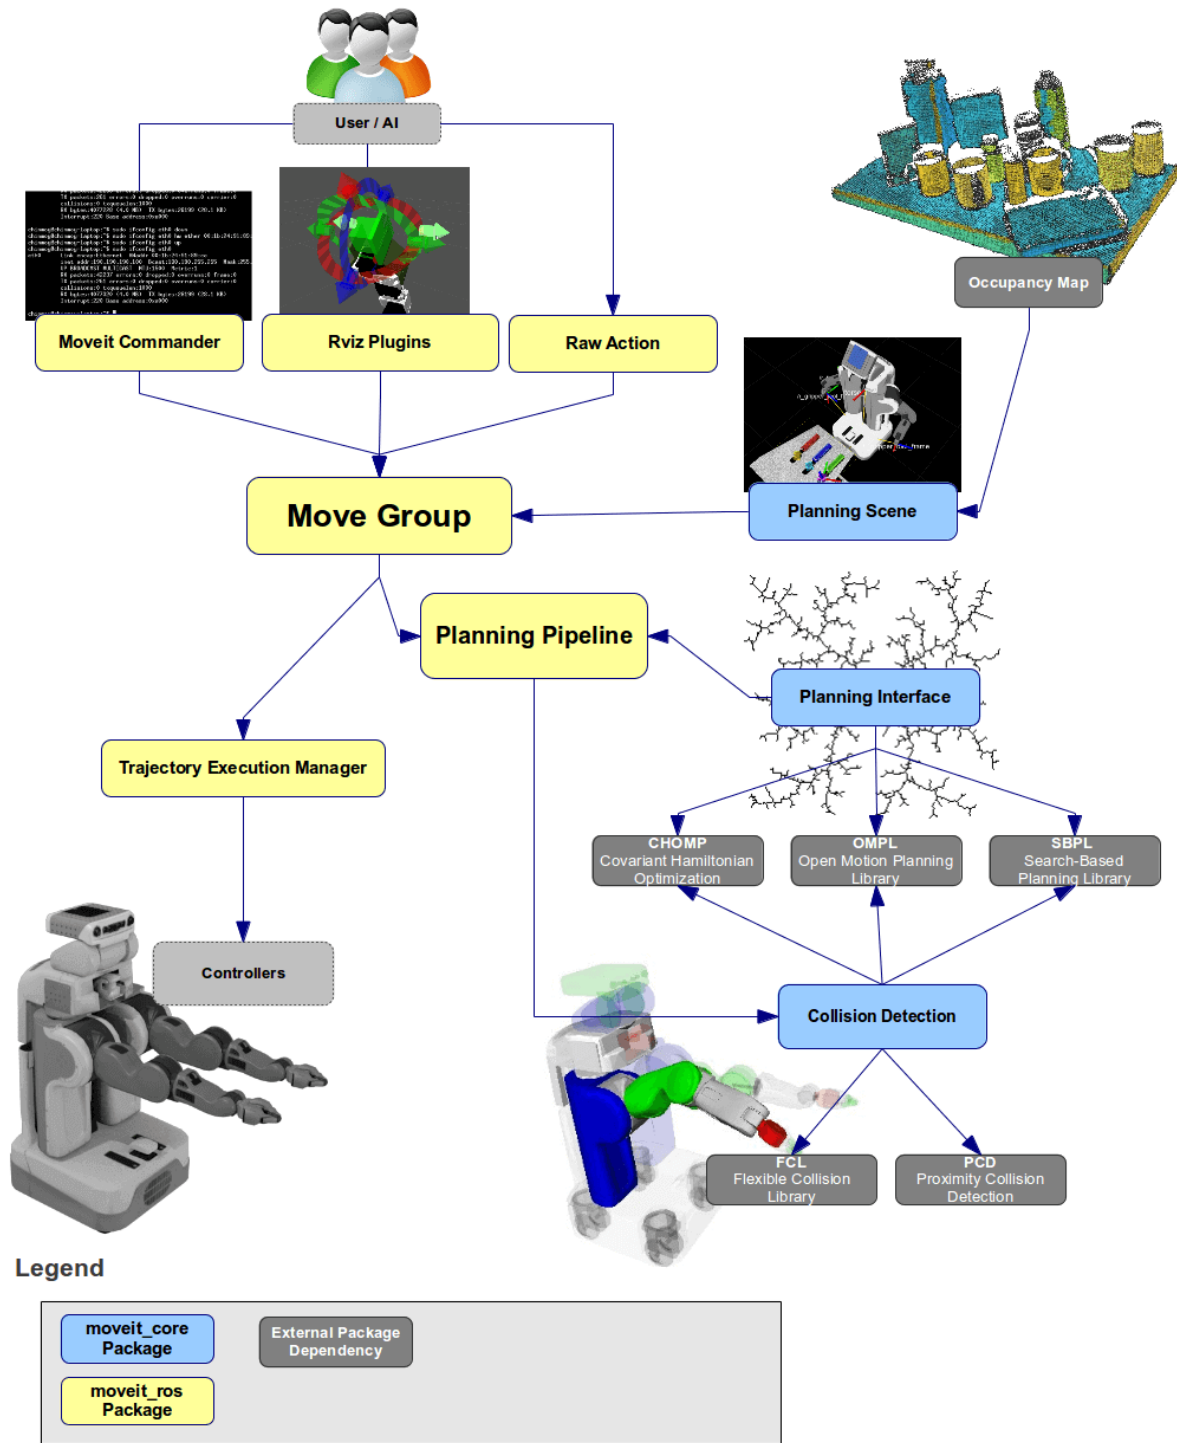 User / AI
Moveit Commander
Rviz Plugins
Raw Action
Occupancy Map
Move Group
Planning Scene
Planning Pipeline
Planning Interface
Trajectory Execution Manager
CHOMP
Covariant Hamiltonian
Optimization
OMPL
Open Motion Planning
Library
SBPL
Search-Based
Planning Library
Controllers
Collision Detection
FCL
Flexible Collision
Library
PCD
Proximity Collision
Detection
Legend
moveit_core
Package
External Package
Dependency
moveit_ros
Package